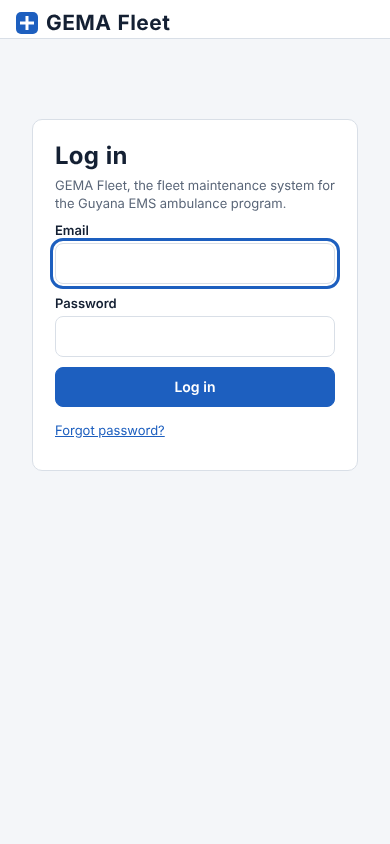 GEMA Fleet
Log in
GEMA Fleet, the fleet maintenance system for
the Guyana EMS ambulance program.
Email
Password
Log in
Forgot password?